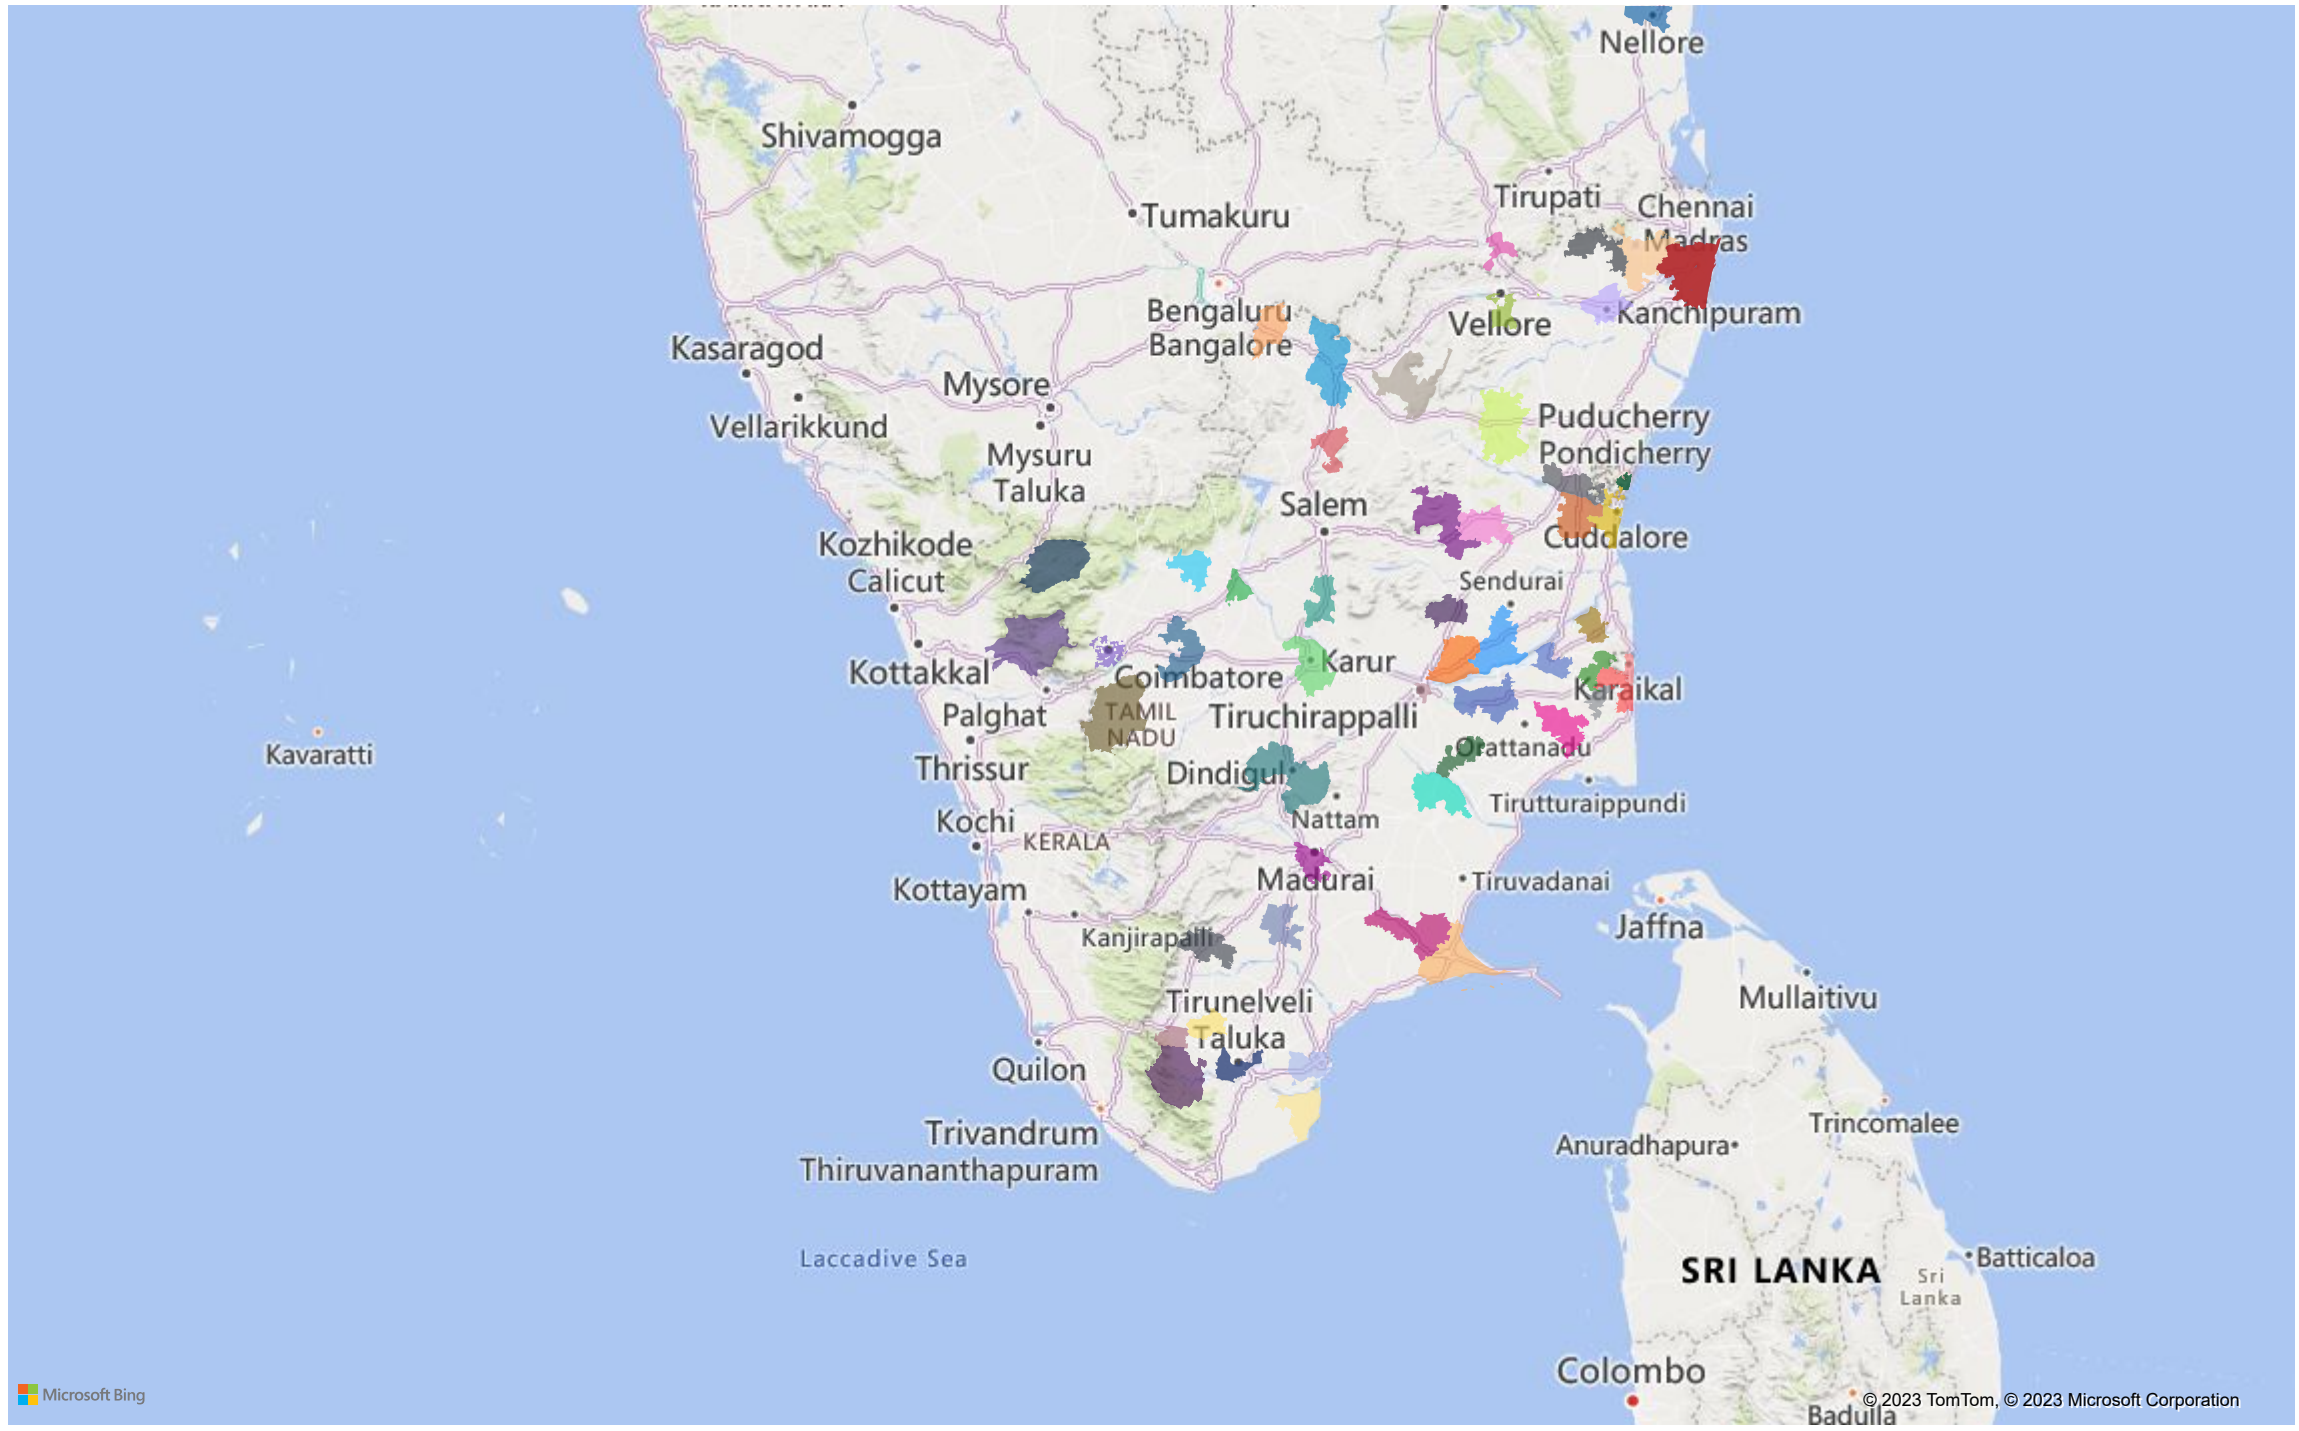 Nellore
Shivamogga
Tirupati
Chennai
Madras
Tumakuru
Bengaluru
Bangalore
Vellore
Kanchipuram
Kasaragod
Mysore
Vellarikkund
Puducherry
Pondicherry
Mysuru
Taluka
Salem
Cuddalore
Kozhikode
Calicut
Sendurai
Kottakkal
Coimbatore
Karur
Karaikal
Palghat
TAMIL
NADU
Tiruchirappalli
Orattanadu
Kavaratti
Thrissur
Dindigul
Tirutturaippundi
Nattam
Kochi
KERALA
Kottayam
Madurai
Tiruvadanai
Jaffna
Kanjirapalli
Mullaitivu
Tirunelveli
Taluka
Quilon
Trivandrum
Thiruvananthapuram
Trincomalee
Anuradhapura
Laccadive Sea
SRI LANKA
Sri
Lanka
Batticaloa
Colombo
Badulla
Microsoft Bing
© 2023 TomTom, © 2023 Microsoft Corporation